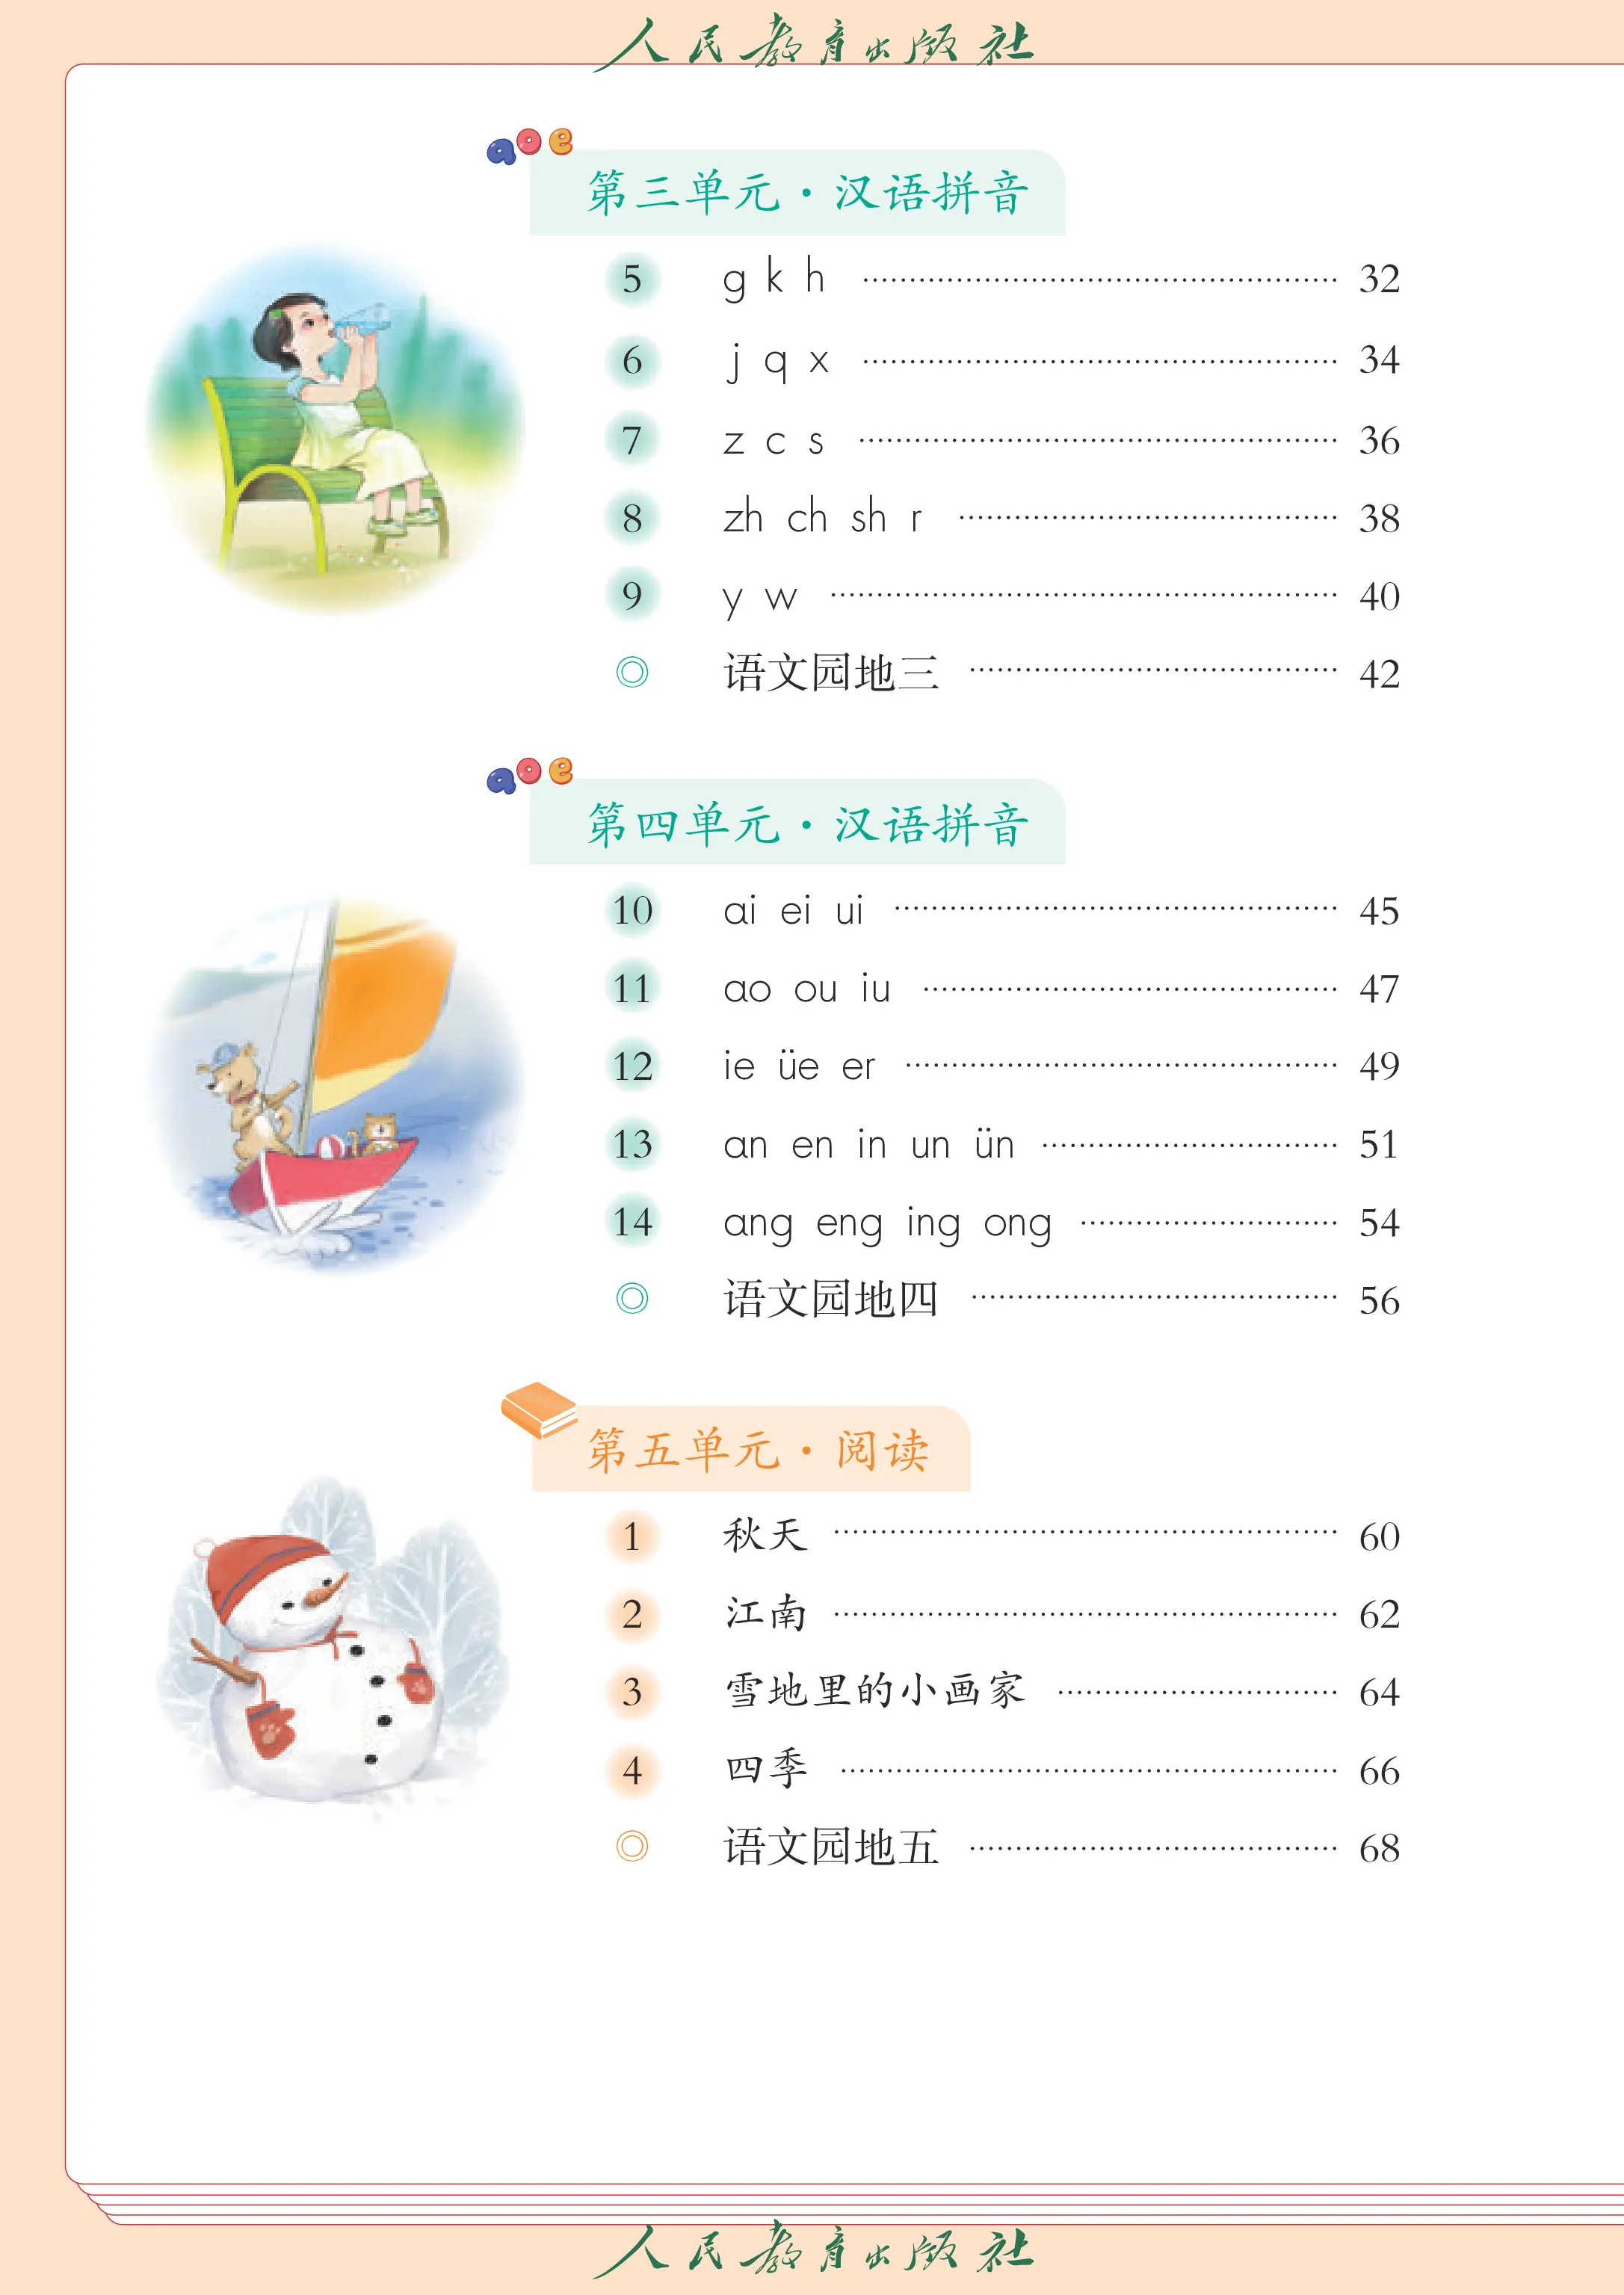 人民教育出版社
aoe
第三单元·汉语拼音
5 g k h 32
6 j q x 34
7 z c s 36
8 zh ch sh r 38
9 y w 40
◎ 语文园地三 42
aoe
第四单元·汉语拼音
10 ai ei ui 45
11 ao ou iu 47
12 ie üe er 49
13 an en in un ün 51
14 ang eng ing ong 54
◎ 语文园地四 56
第五单元·阅读
1 秋天 60
2 江南 62
3 雪地里的小画家 64
4 四季 66
◎ 语文园地五 68
人民教育出版社